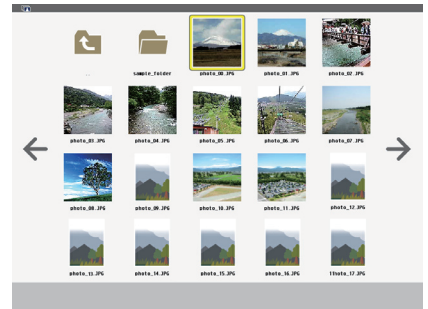 sample_folder photo_00.JPG photo_01.JPG photo_02.JPG
photo_03.JPG photo_04.JPG photo_05.JPG photo_06.JPG photo_07.JPG
photo_08.JPG photo_09.JPG photo_10.JPG photo_11.JPG photo_12.JPG
photo_13.JPG photo_14.JPG photo_15.JPG photo_16.JPG 11hoto_17.JPG